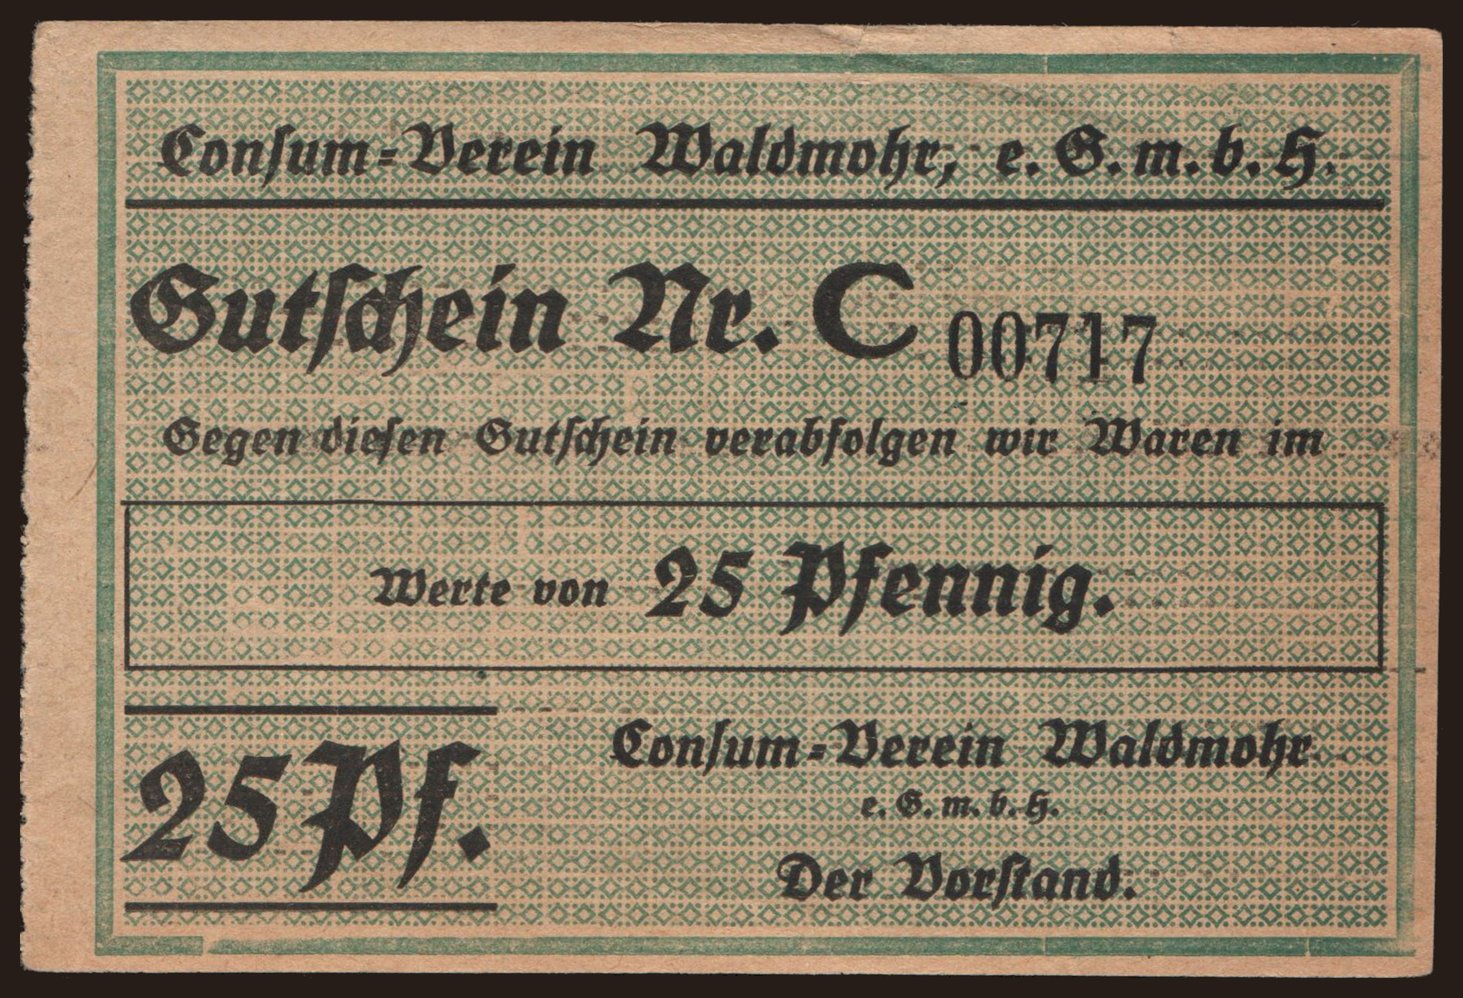 Conſum=Verein Waldmohr, e. G. m. b. H.
Gutſchein Nr. C 00717
Gegen dieſen Gutſchein verabfolgen wir Waren im
Werte von 25 Pfennig.
25 Pf.
Conſum=Verein Waldmohr
e. G. m. b. H.
Der Vorſtand.